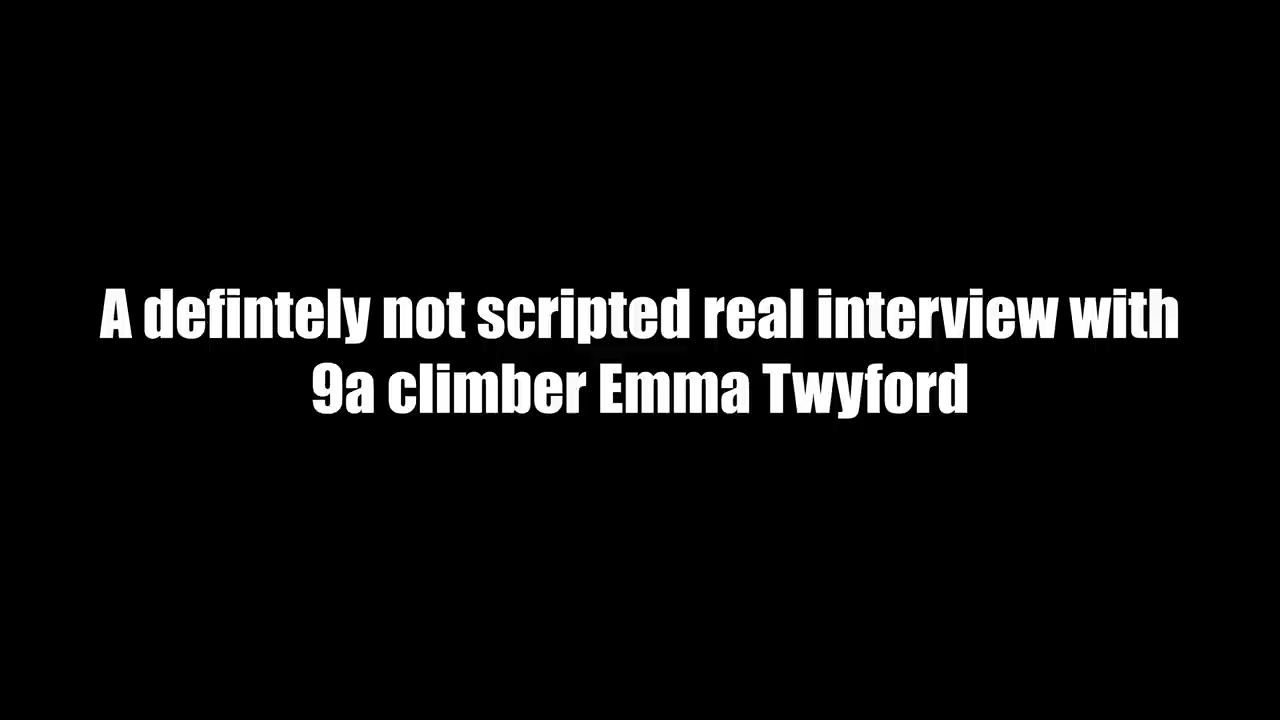 A defintely not scripted real interview with
9a climber Emma Twyford